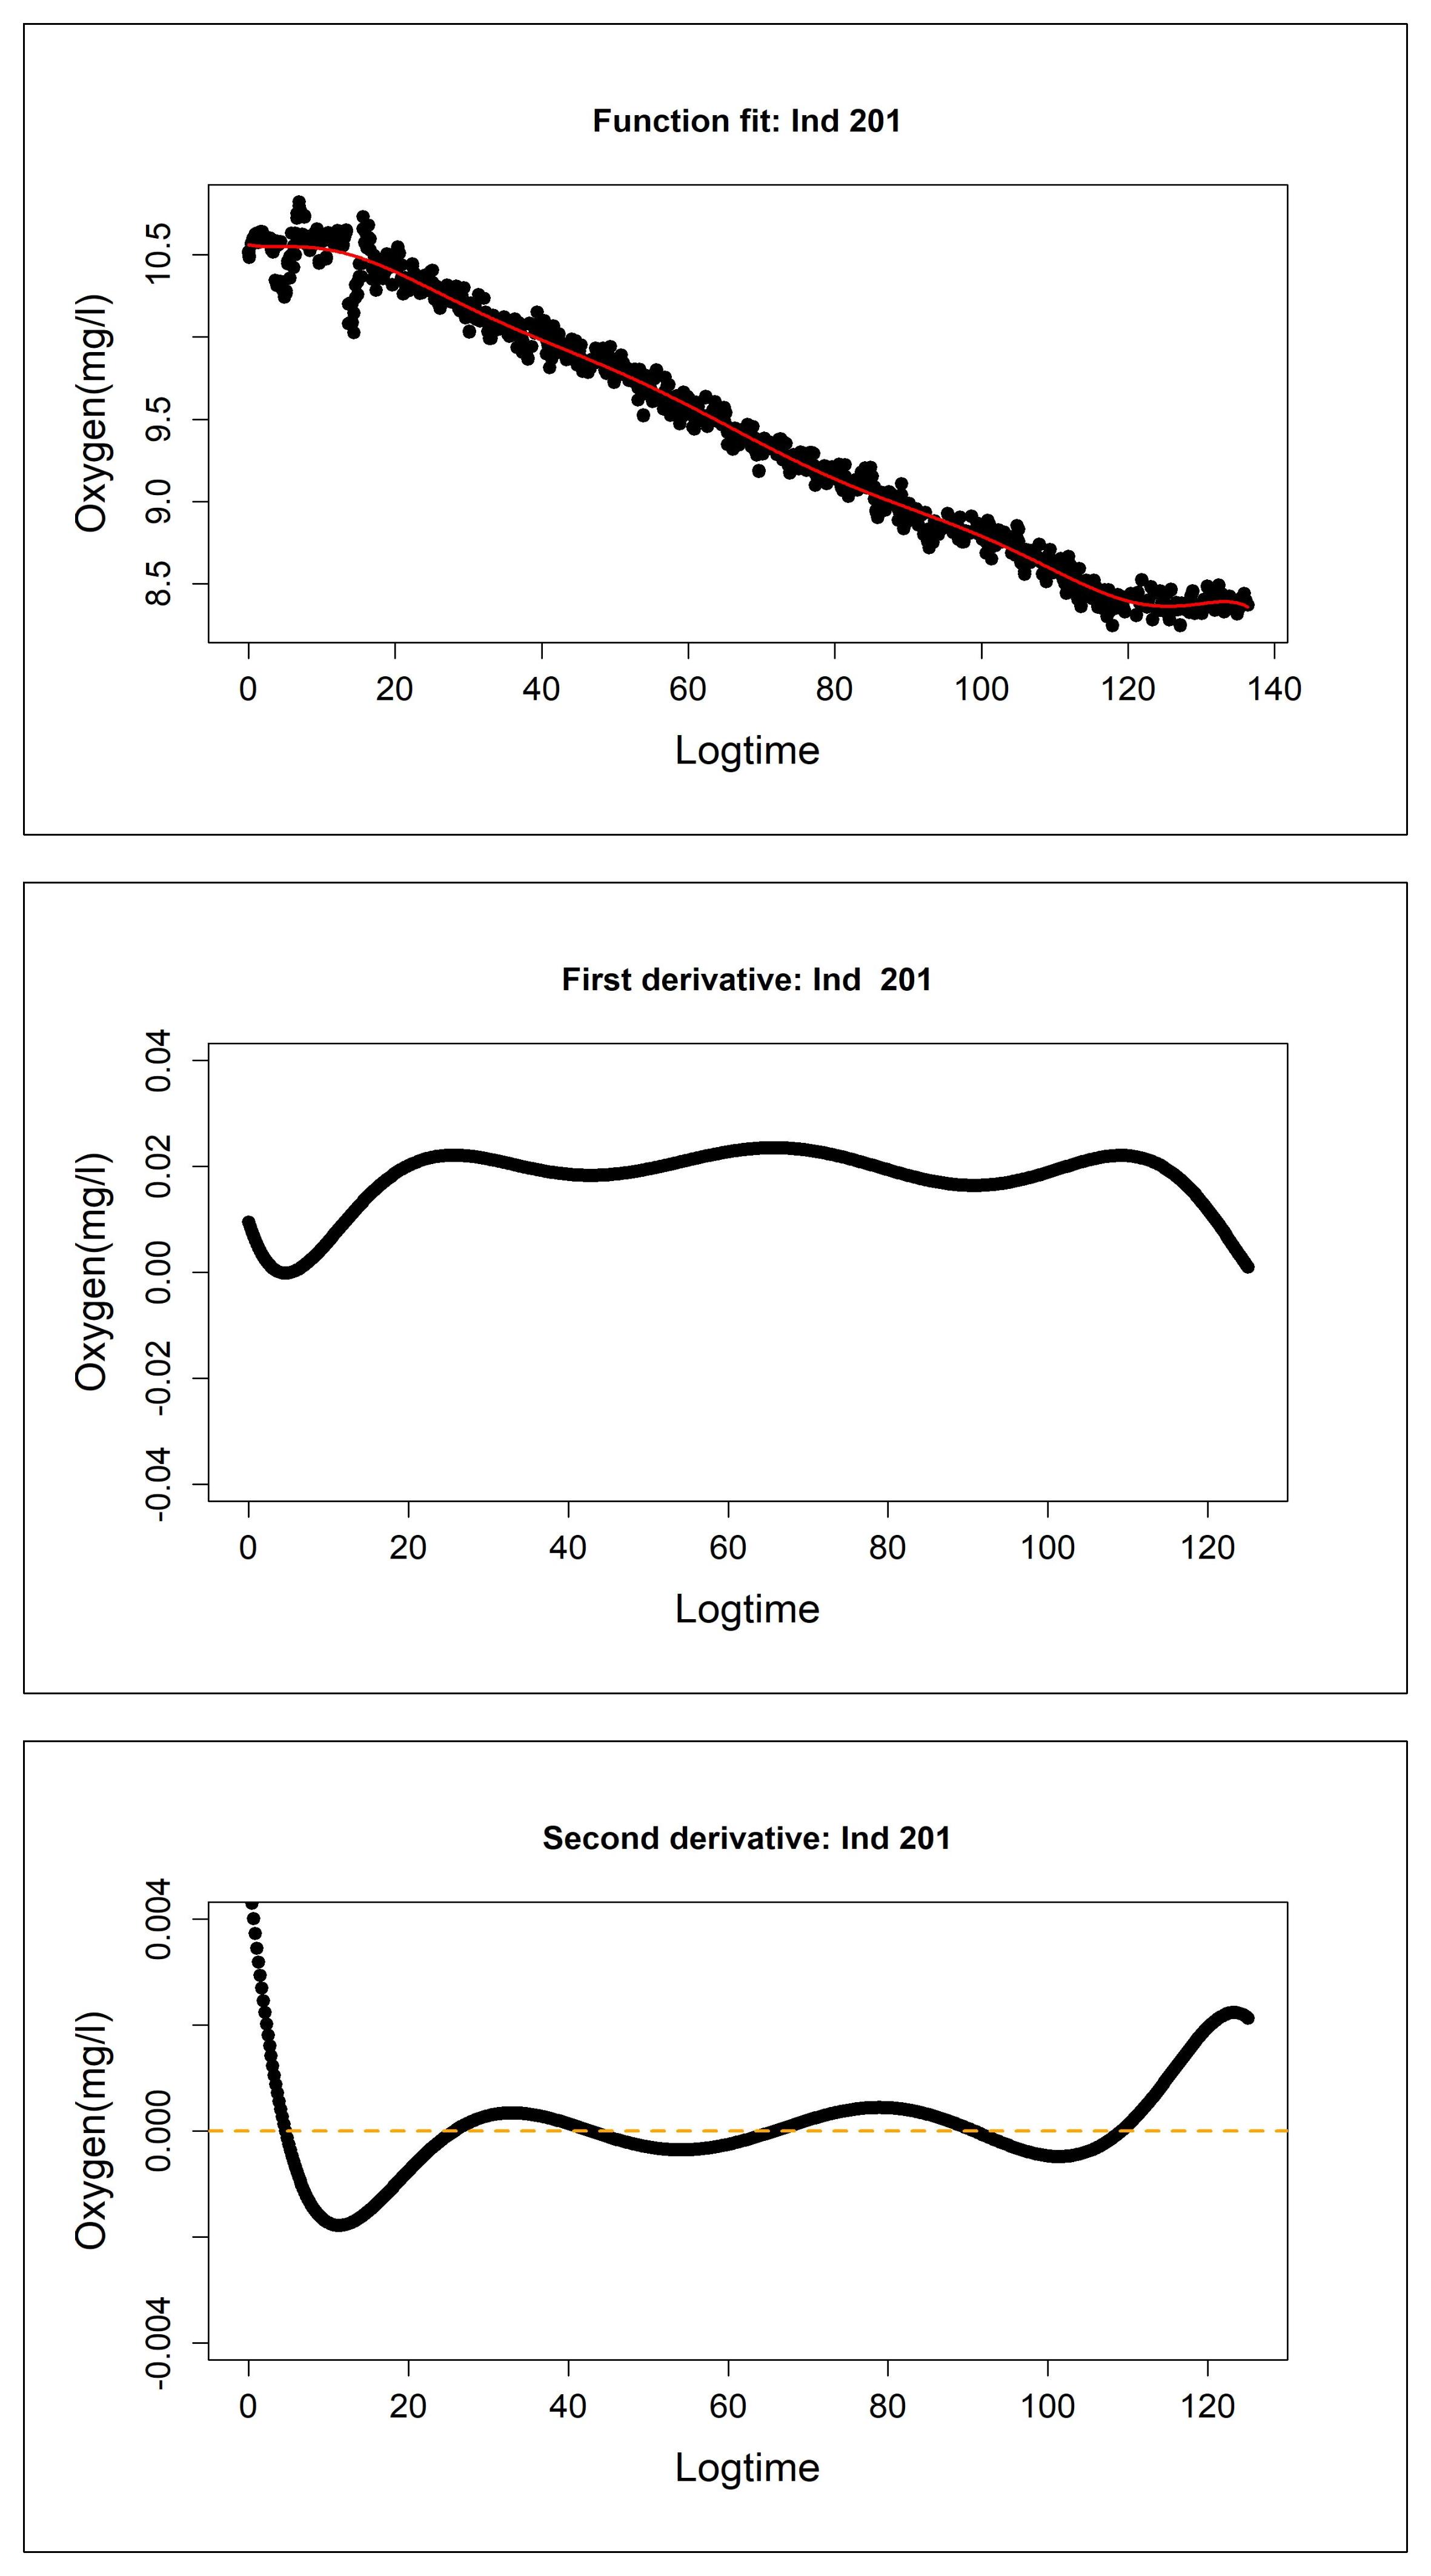 Function fit: Ind 201
Oxygen(mg/l)
10.5
9.5
9.0
8.5
0 20 40 60 80 100 120 140
Logtime
First derivative: Ind  201
Oxygen(mg/l)
0.04
0.02
0.00
-0.02
-0.04
0 20 40 60 80 100 120
Logtime
Second derivative: Ind 201
Oxygen(mg/l)
0.004
0.000
-0.004
0 20 40 60 80 100 120
Logtime